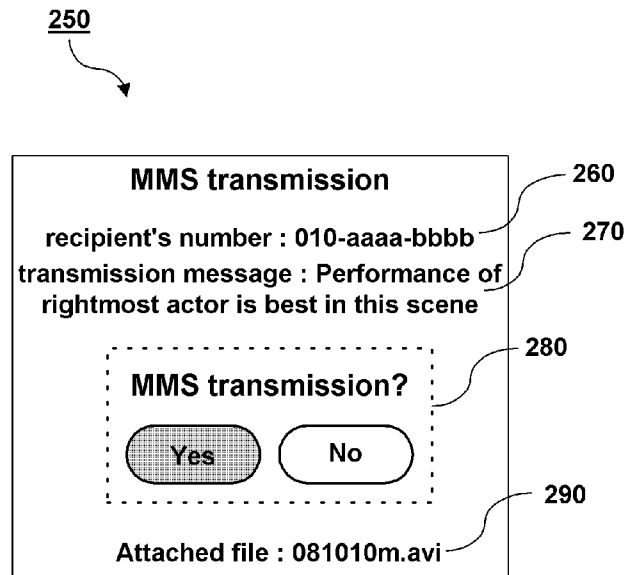 250
MMS transmission
260
recipient's number : 010-aaaa-bbbb
270
transmission message : Performance of
rightmost actor is best in this scene
280
MMS transmission?
Yes No
290
Attached file : 081010m.avi